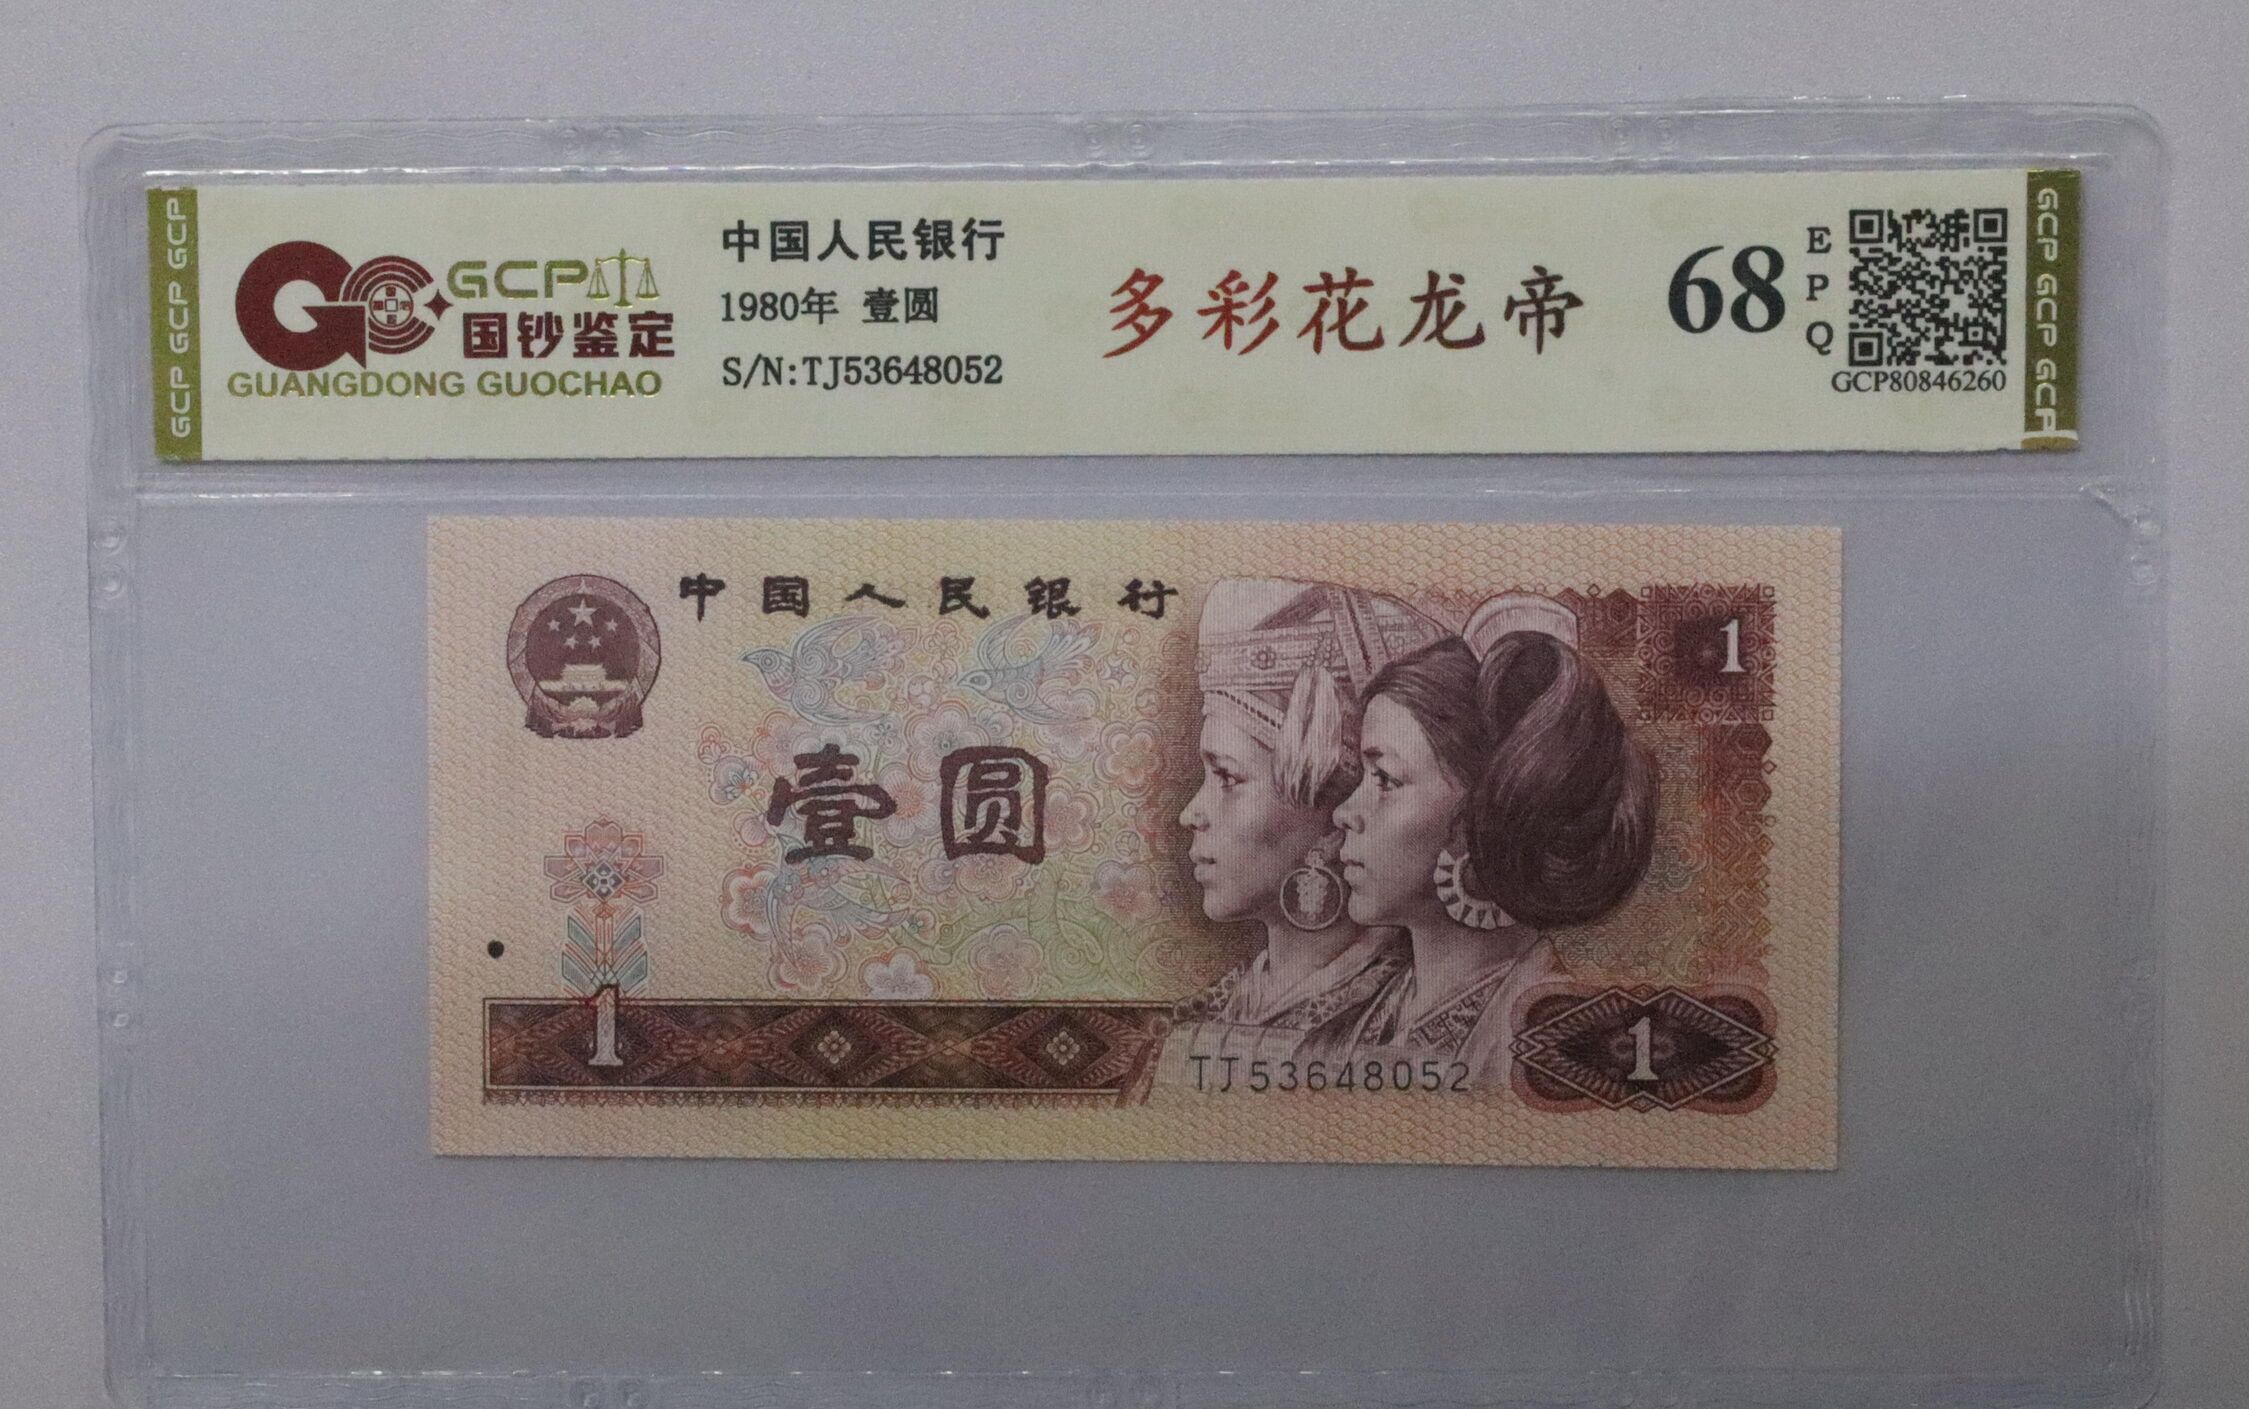 GCP GCP GCP
GCP
国钞鉴定
GUANGDONG GUOCHAO
中国人民银行
1980年 壹圆
S/N:TJ53648052
多彩花龙帝
68
E
P
Q
GCP80846260
GCP GCP GCP
中国人民银行
1
壹圆
1
TJ53648052
1